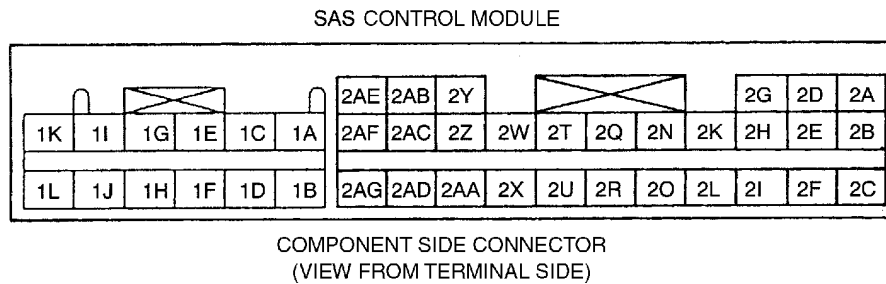 SAS CONTROL MODULE
2AE 2AB 2Y 2G 2D 2A
1K 1I 1G 1E 1C 1A 2AF 2AC 2Z 2W 2T 2Q 2N 2K 2H 2E 2B
1L 1J 1H 1F 1D 1B 2AG 2AD 2AA 2X 2U 2R 2O 2L 2I 2F 2C
COMPONENT SIDE CONNECTOR
(VIEW FROM TERMINAL SIDE)